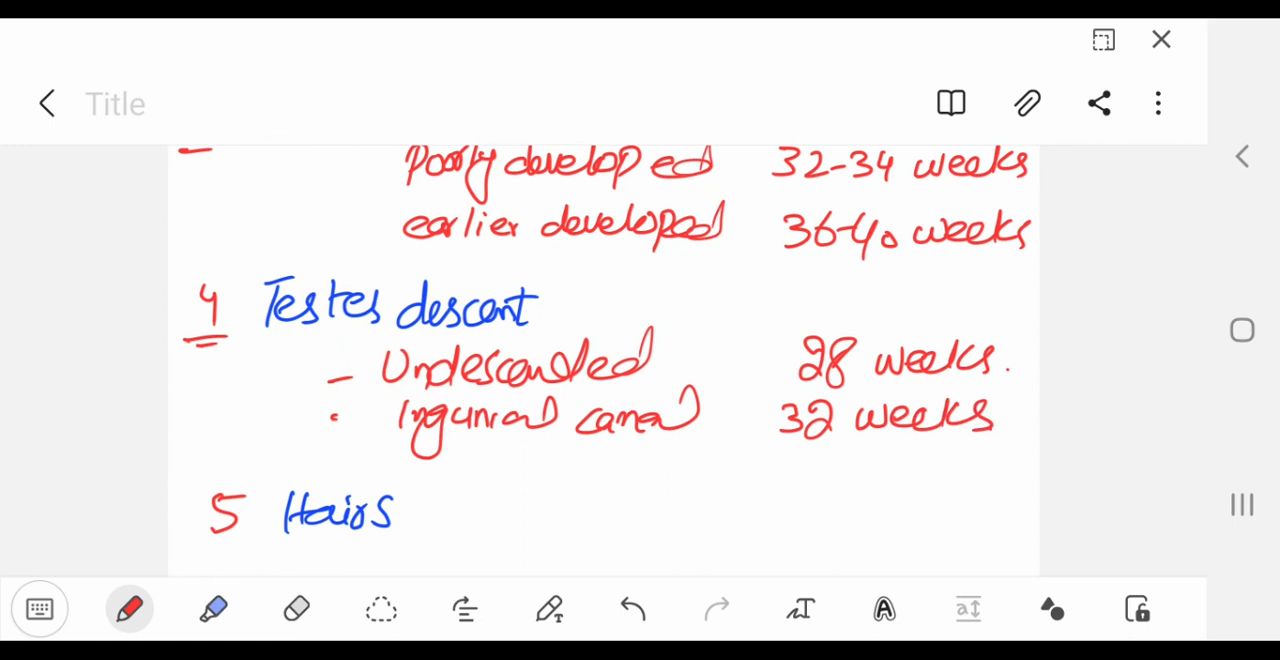 Title
Poorly developed 32-34 weeks
earlier developed 36-40 weeks
4 Testes descent
- Undescended 28 weeks.
Ingunial canal 32 weeks
5 Hairs